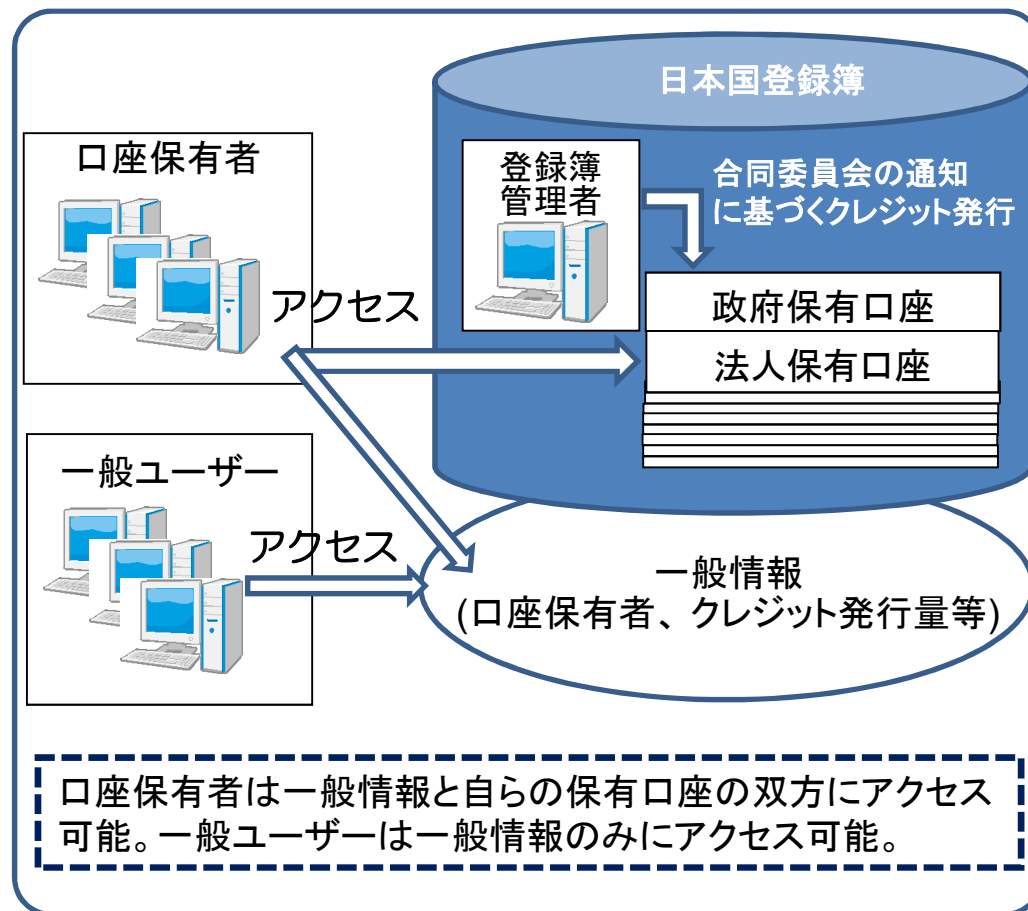 日本国登録簿
口座保有者
登録簿
管理者
合同委員会の通知
に基づくクレジット発行
アクセス
政府保有口座
法人保有口座
一般ユーザー
アクセス
一般情報
(口座保有者、クレジット発行量等)
口座保有者は一般情報と自らの保有口座の双方にアクセス
可能。一般ユーザーは一般情報のみにアクセス可能。